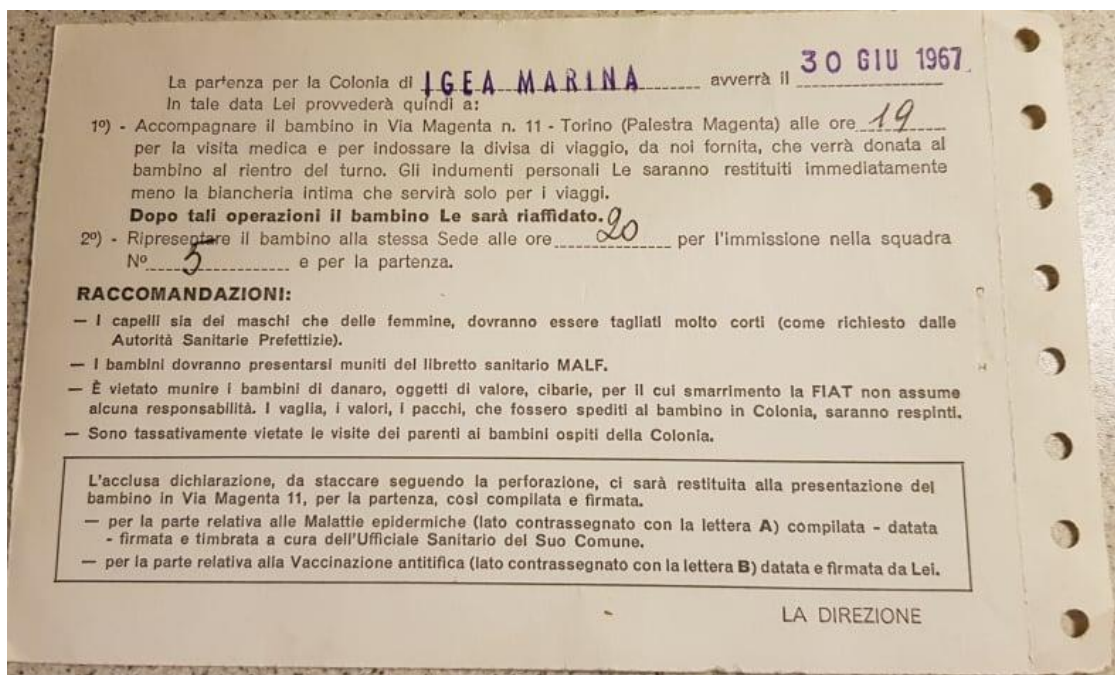 La partenza per la Colonia di IGEA MARINA avverrà il 30 GIU 1967
In tale data Lei provvederà quindi a:
1º) - Accompagnare il bambino in Via Magenta n. 11 - Torino (Palestra Magenta) alle ore 19
per la visita medica e per indossare la divisa di viaggio, da noi fornita, che verrà donata al
bambino al rientro del turno. Gli indumenti personali Le saranno restituiti immediatamente
meno la biancheria intima che servirà solo per i viaggi.
Dopo tali operazioni il bambino Le sarà riaffidato.
2º) - Ripresentare il bambino alla stessa Sede alle ore 20 per l'immissione nella squadra
Nº 5 e per la partenza.
RACCOMANDAZIONI:
— I capelli sia dei maschi che delle femmine, dovranno essere tagliati molto corti (come richiesto dalle
Autorità Sanitarie Prefettizie).
— I bambini dovranno presentarsi muniti del libretto sanitario MALF.
— È vietato munire i bambini di danaro, oggetti di valore, cibarie, per il cui smarrimento la FIAT non assume
alcuna responsabilità. I vaglia, i valori, i pacchi, che fossero spediti al bambino in Colonia, saranno respinti.
— Sono tassativamente vietate le visite dei parenti ai bambini ospiti della Colonia.
L'acclusa dichiarazione, da staccare seguendo la perforazione, ci sarà restituita alla presentazione del
bambino in Via Magenta 11, per la partenza, così compilata e firmata.
— per la parte relativa alle Malattie epidermiche (lato contrassegnato con la lettera A) compilata - datata
- firmata e timbrata a cura dell'Ufficiale Sanitario del Suo Comune.
— per la parte relativa alla Vaccinazione antitifica (lato contrassegnato con la lettera B) datata e firmata da Lei.
LA DIREZIONE